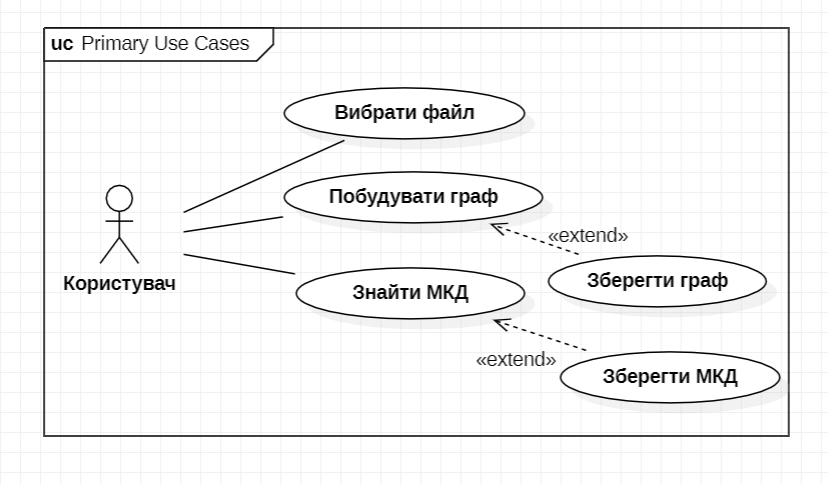 uc Primary Use Cases
Вибрати файл
Побудувати граф
«extend»
Зберегти граф
Користувач
Знайти МКД
«extend»
Зберегти МКД